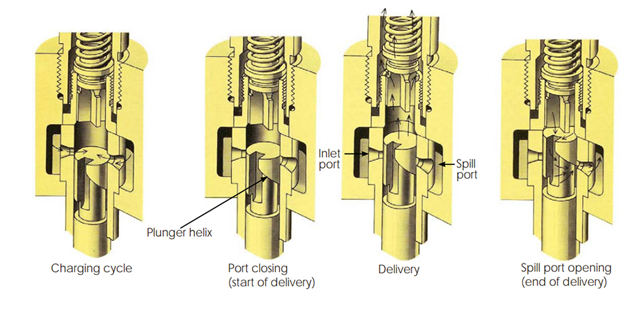 Inlet
port
Spill
port
Plunger helix
Charging cycle
Port closing
(start of delivery)
Delivery
Spill port opening
(end of delivery)